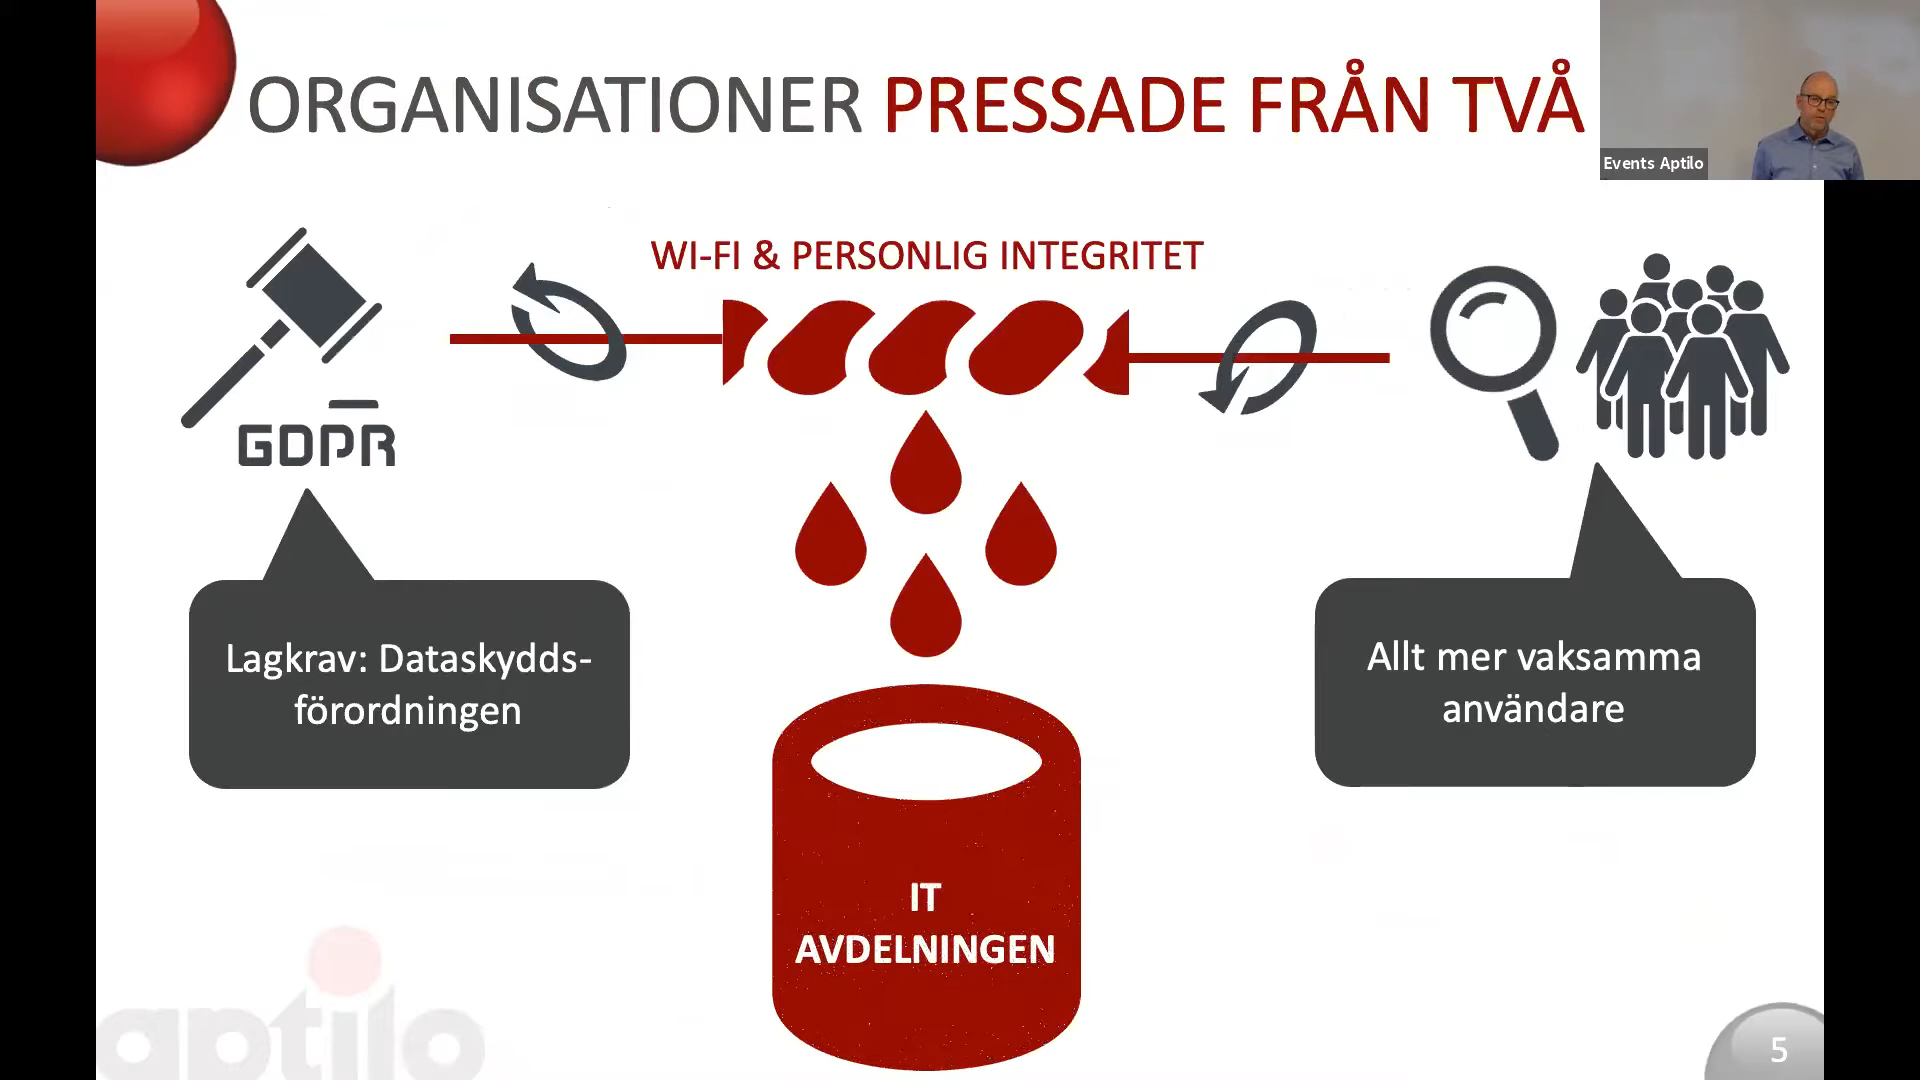 ORGANISATIONER PRESSADE FRÅN TVÅ
Events Aptilo
WI-FI & PERSONLIG INTEGRITET
GDPR
Lagkrav: Dataskydds-
förordningen
Allt mer vaksamma
användare
IT
AVDELNINGEN
aptilo
5